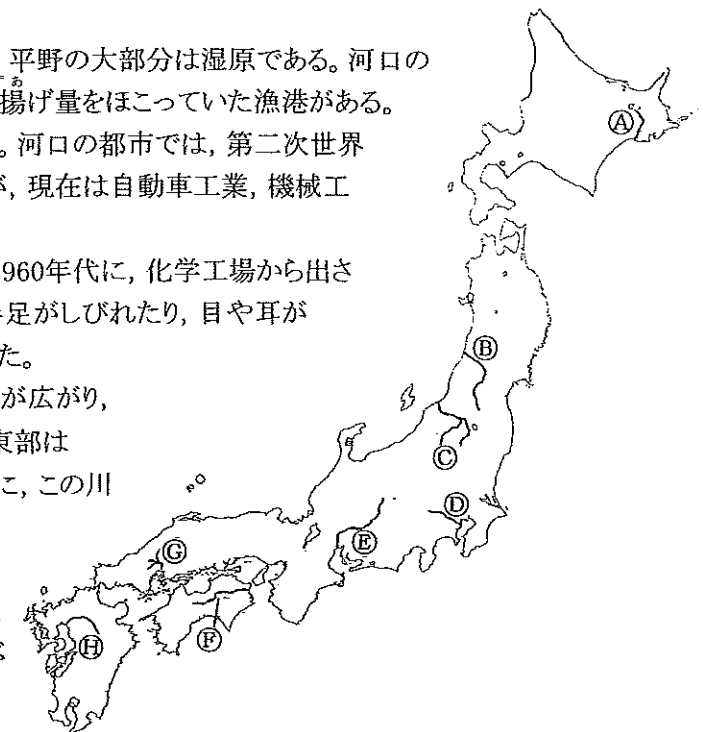 平野の大部分は湿原である。河口の
あ
揚げ量をほこっていた漁港がある。
。河口の都市では，第二次世界
，現在は自動車工業，機械工
960年代に，化学工場から出さ
足がしびれたり，目や耳が
た。
が広がり，
東部は
に，この川
Ⓐ
Ⓑ
Ⓒ
Ⓓ
Ⓔ
Ⓖ
Ⓕ
Ⓗ